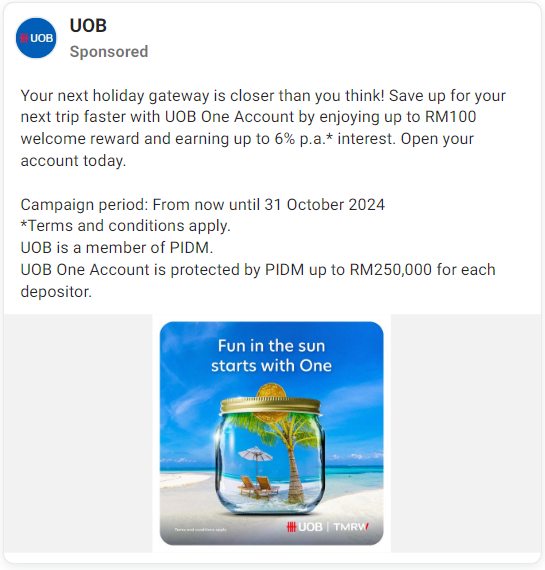 UOB
UOB
Sponsored
Your next holiday gateway is closer than you think! Save up for your
next trip faster with UOB One Account by enjoying up to RM100
welcome reward and earning up to 6% p.a.* interest. Open your
account today.
Campaign period: From now until 31 October 2024
*Terms and conditions apply.
UOB is a member of PIDM.
UOB One Account is protected by PIDM up to RM250,000 for each
depositor.
Fun in the sun
starts with One
Terms and conditions apply.
UOB | TMRW